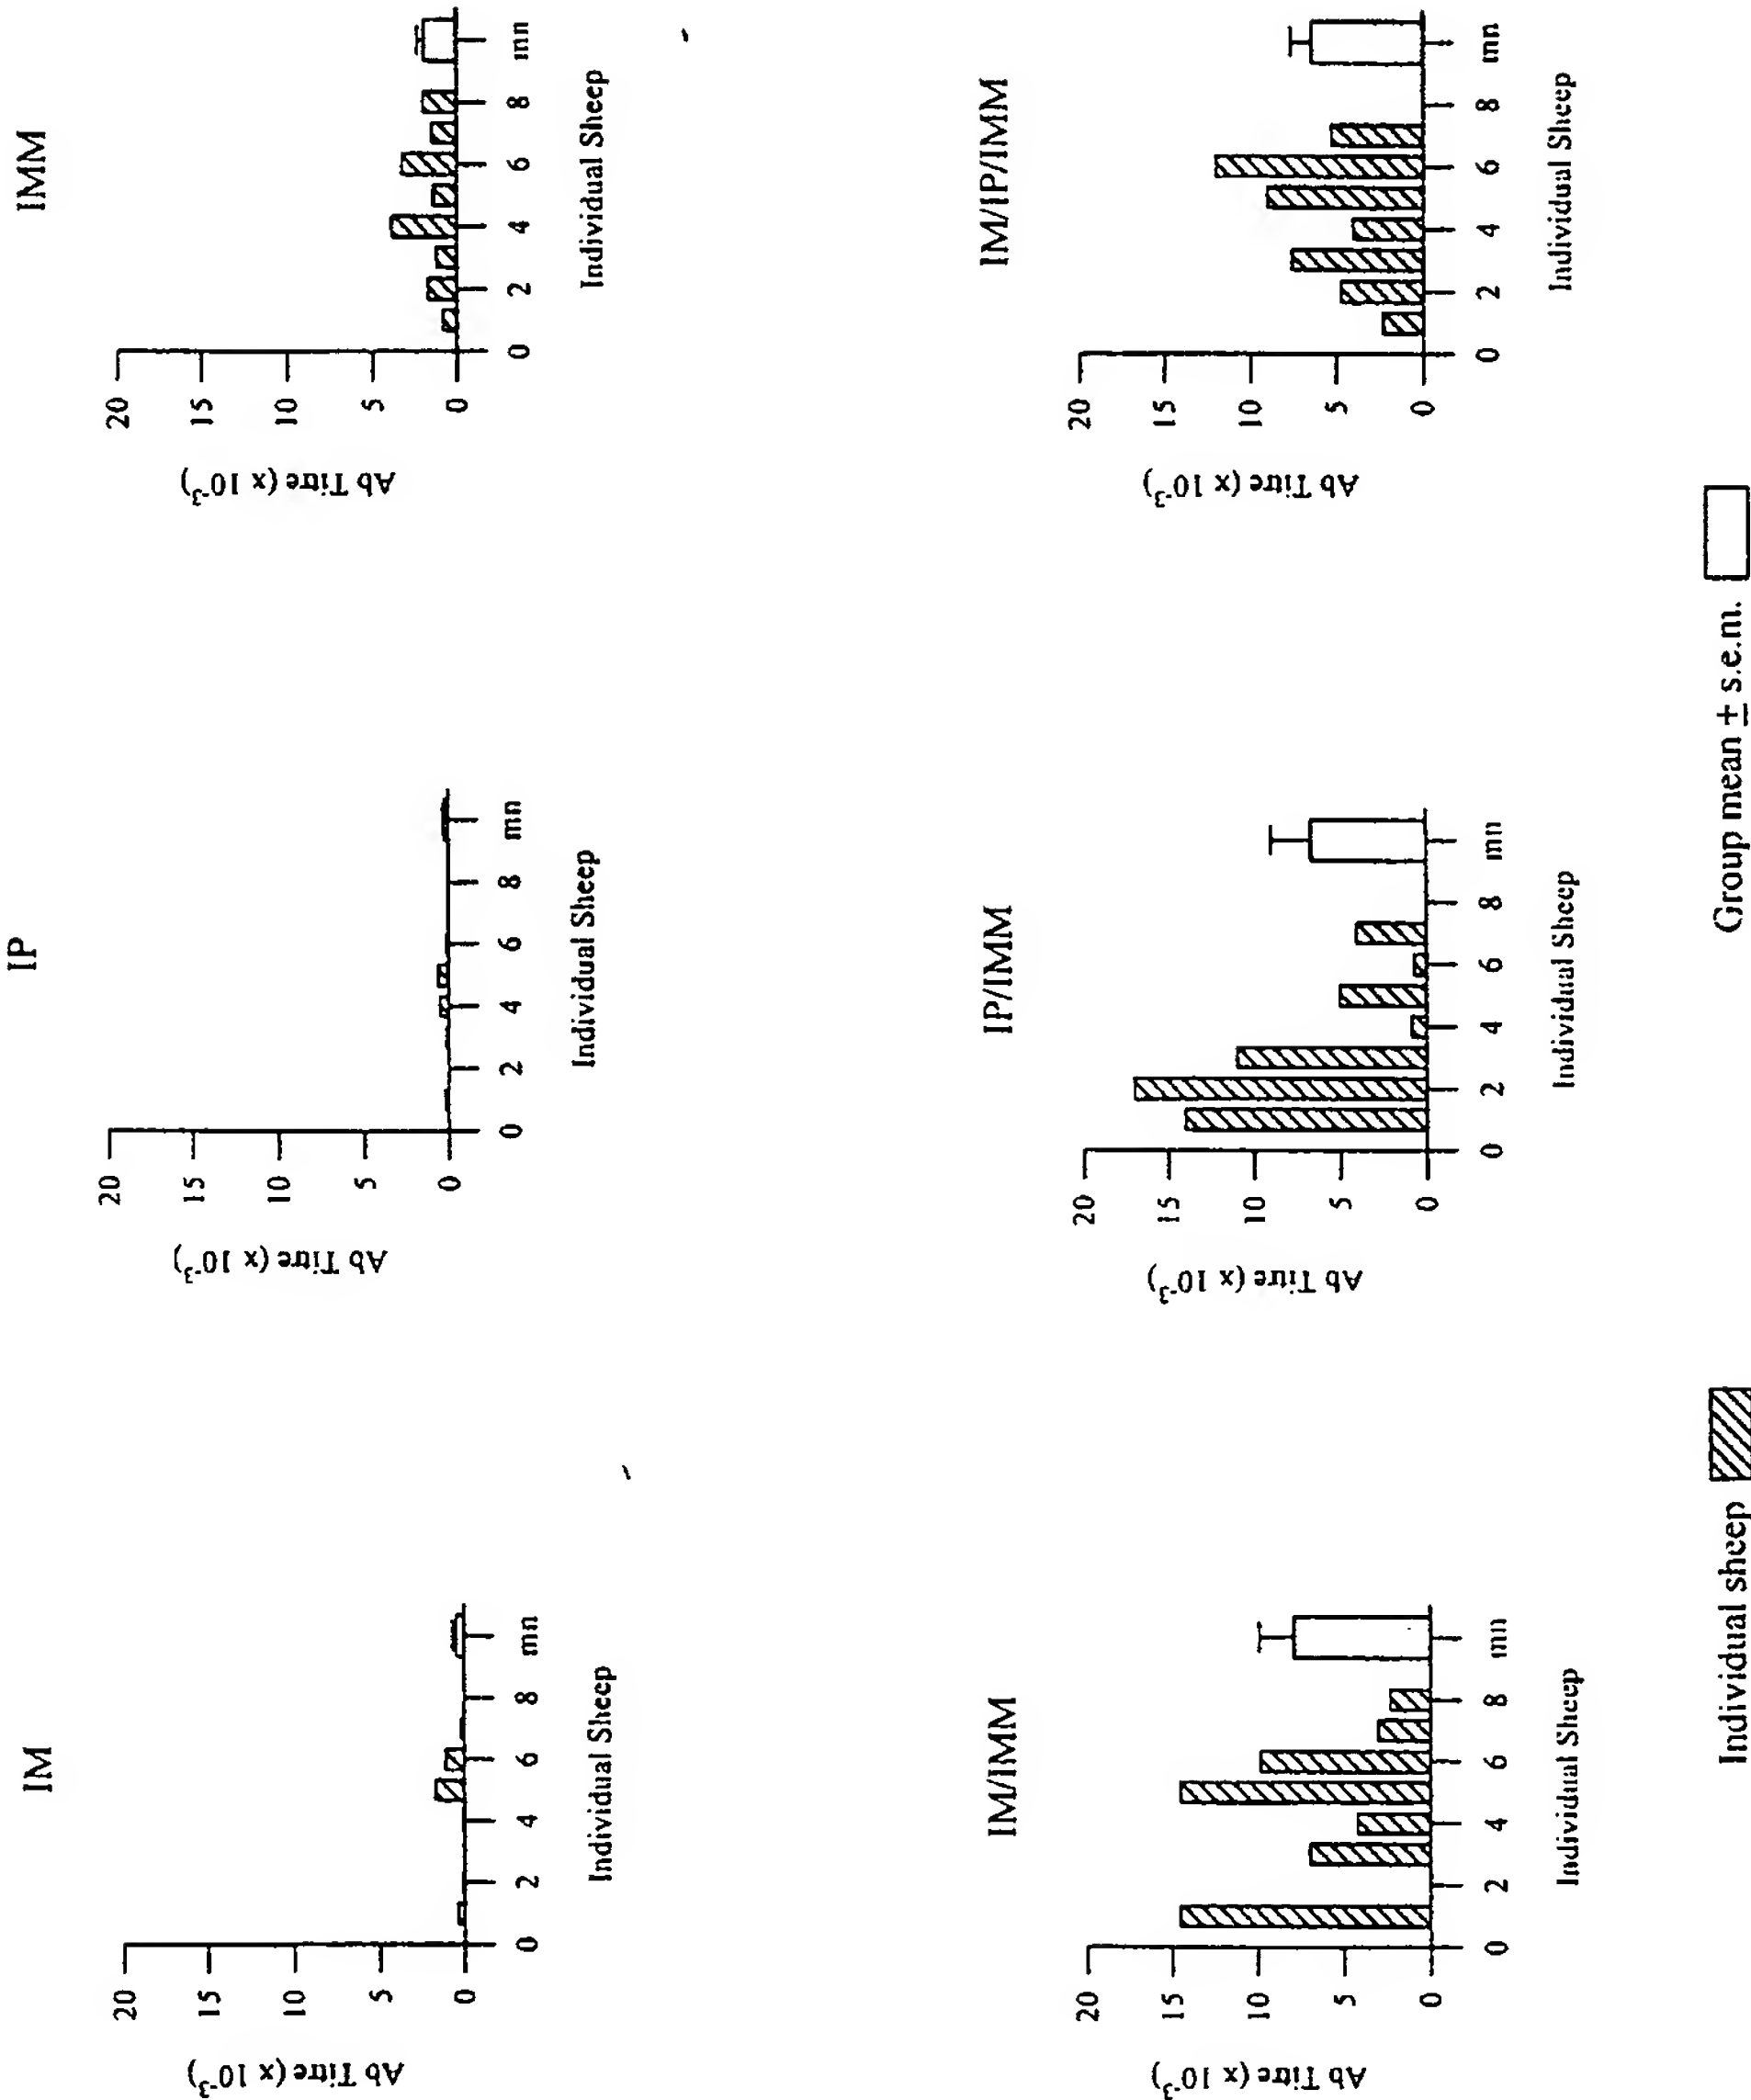 IM
20
15
10
5
0
Ab Titre (x 10-3)
0 2 4 6 8 mn
Individual Sheep
IP
20
15
10
5
0
Ab Titre (x 10-3)
0 2 4 6 8 mn
Individual Sheep
IMM
20
15
10
5
0
Ab Titre (x 10-3)
0 2 4 6 8 mn
Individual Sheep
IM/IMM
20
15
10
5
0
Ab Titre (x 10-3)
0 2 4 6 8 mn
Individual Sheep
IP/IMM
20
15
10
5
0
Ab Titre (x 10-3)
0 2 4 6 8 mn
Individual Sheep
IM/IP/IMM
20
15
10
5
0
Ab Titre (x 10-3)
0 2 4 6 8 mn
Individual Sheep
Individual sheep
Group mean ± s.e.m.